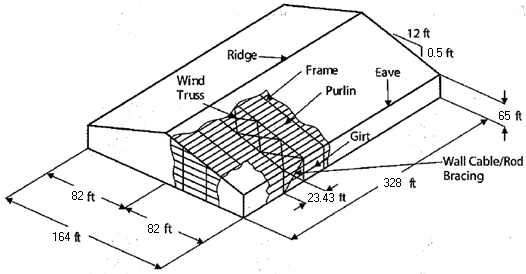 12 ft
0.5 ft
Ridge
Frame
Eave
Wind
Truss
Purlin
65 ft
Girt
Wall Cable/Rod
Bracing
328 ft
23.43 ft
82 ft
82 ft
164 ft